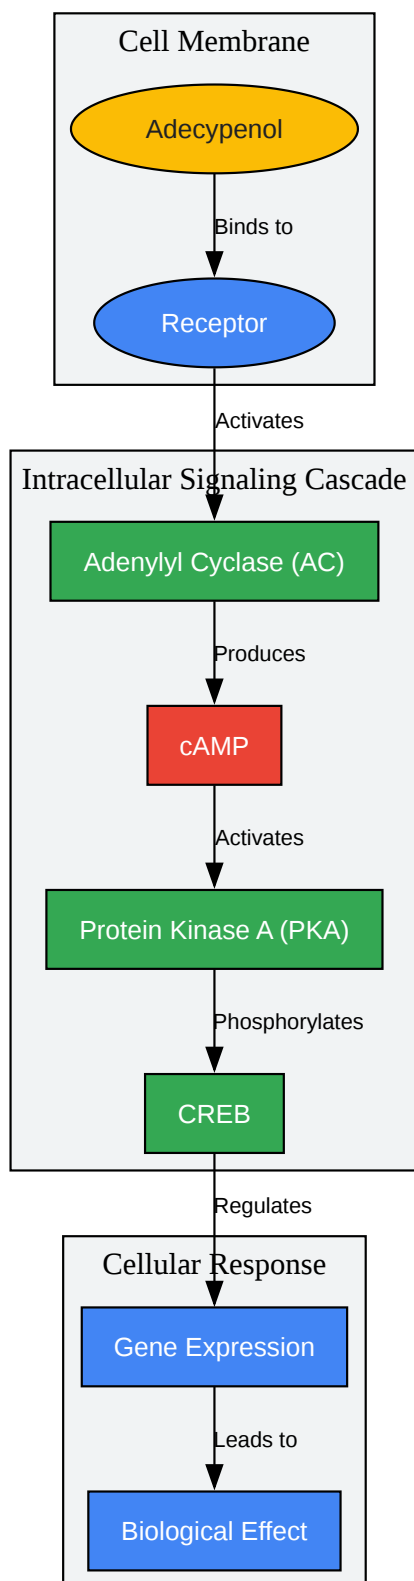 Cell Membrane
Adecypenol
Binds to
Receptor
Activates
Intracellular Signaling Cascade
Adenylyl Cyclase (AC)
Produces
cAMP
Activates
Protein Kinase A (PKA)
Phosphorylates
CREB
Regulates
Cellular Response
Gene Expression
Leads to
Biological Effect